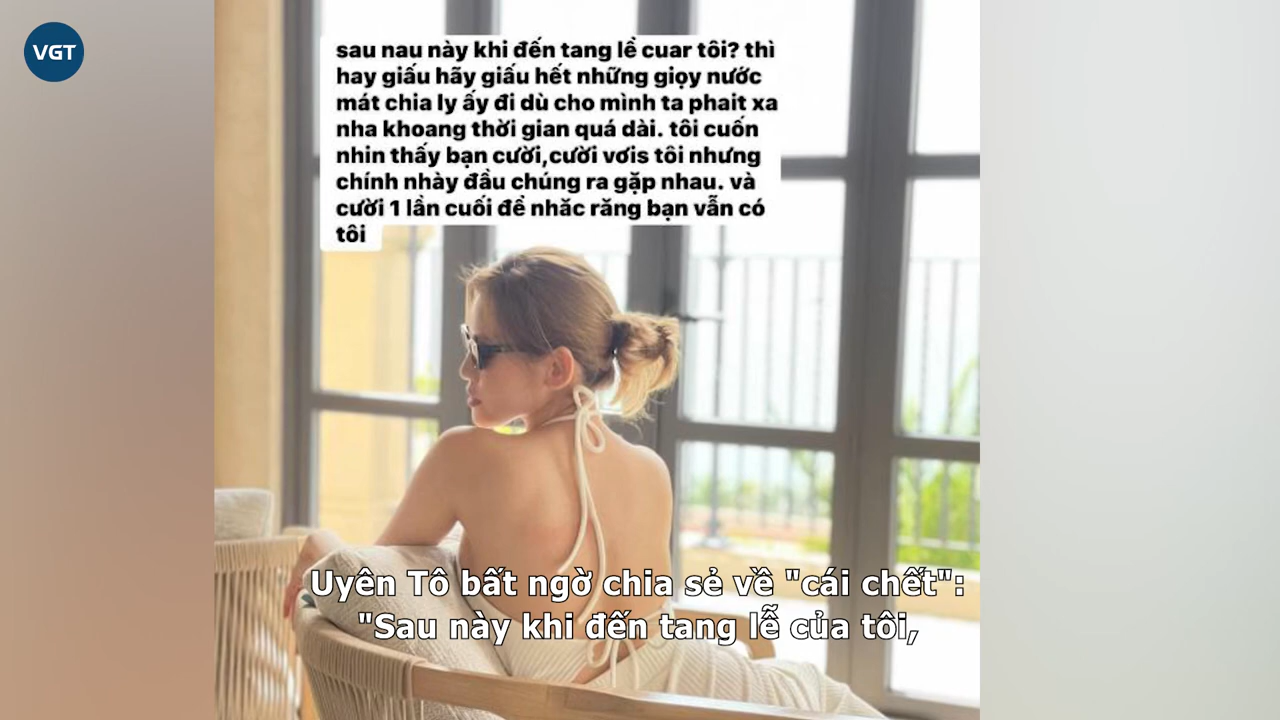 VGT
sau nau này khi đến tang lề cuar tôi? thì
hay giấu hãy giấu hết những giọy nước
mát chia ly ấy đi dù cho mình ta phait xa
nha khoang thời gian quá dài. tôi cuốn
nhin thấy bạn cười,cười vơis tôi nhưng
chính nhày đầu chúng ra gặp nhau. và
cười 1 lần cuối để nhăc răng bạn vẫn có
tôi
Uyên Tô bất ngờ chia sẻ về "cái chết":
"Sau này khi đến tang lễ của tôi,